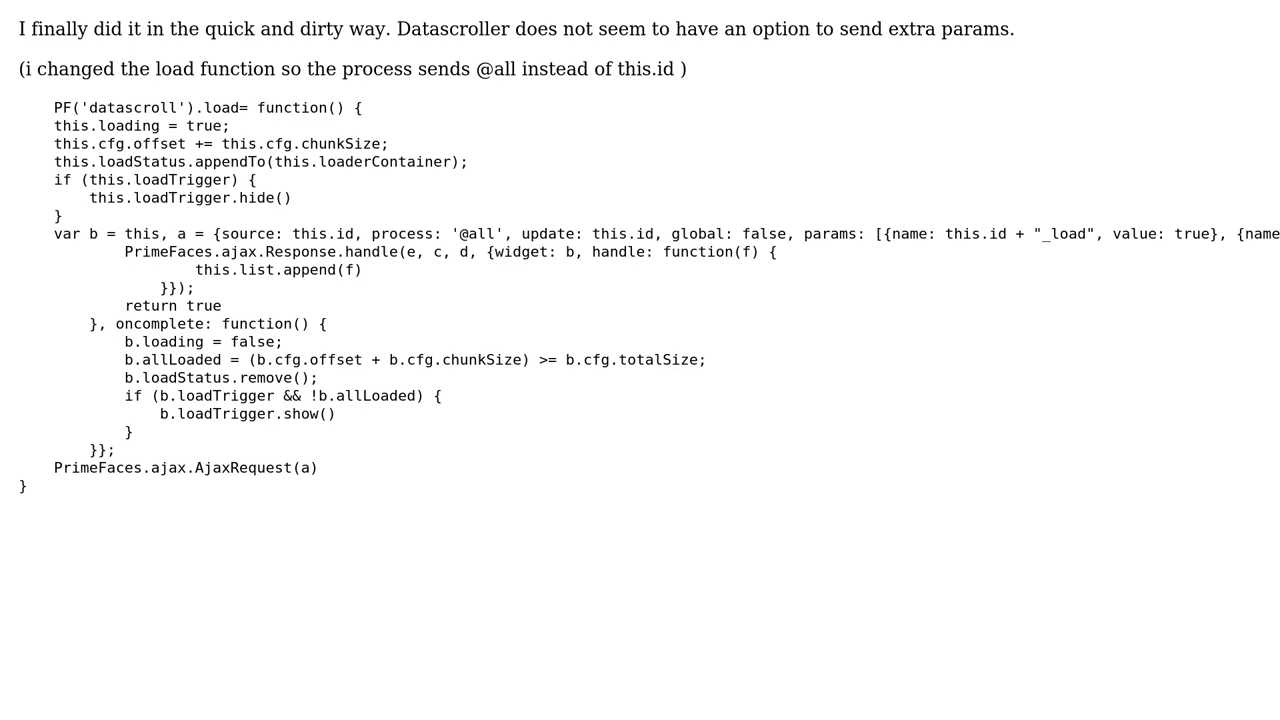 I finally did it in the quick and dirty way. Datascroller does not seem to have an option to send extra params.
(i changed the load function so the process sends @all instead of this.id )
    PF('datascroll').load= function() {
    this.loading = true;
    this.cfg.offset += this.cfg.chunkSize;
    this.loadStatus.appendTo(this.loaderContainer);
    if (this.loadTrigger) {
        this.loadTrigger.hide()
    }
    var b = this, a = {source: this.id, process: '@all', update: this.id, global: false, params: [{name: this.id + "_load", value: true}, {name
            PrimeFaces.ajax.Response.handle(e, c, d, {widget: b, handle: function(f) {
                    this.list.append(f)
                }});
            return true
        }, oncomplete: function() {
            b.loading = false;
            b.allLoaded = (b.cfg.offset + b.cfg.chunkSize) >= b.cfg.totalSize;
            b.loadStatus.remove();
            if (b.loadTrigger && !b.allLoaded) {
                b.loadTrigger.show()
            }
        }};
    PrimeFaces.ajax.AjaxRequest(a)
}